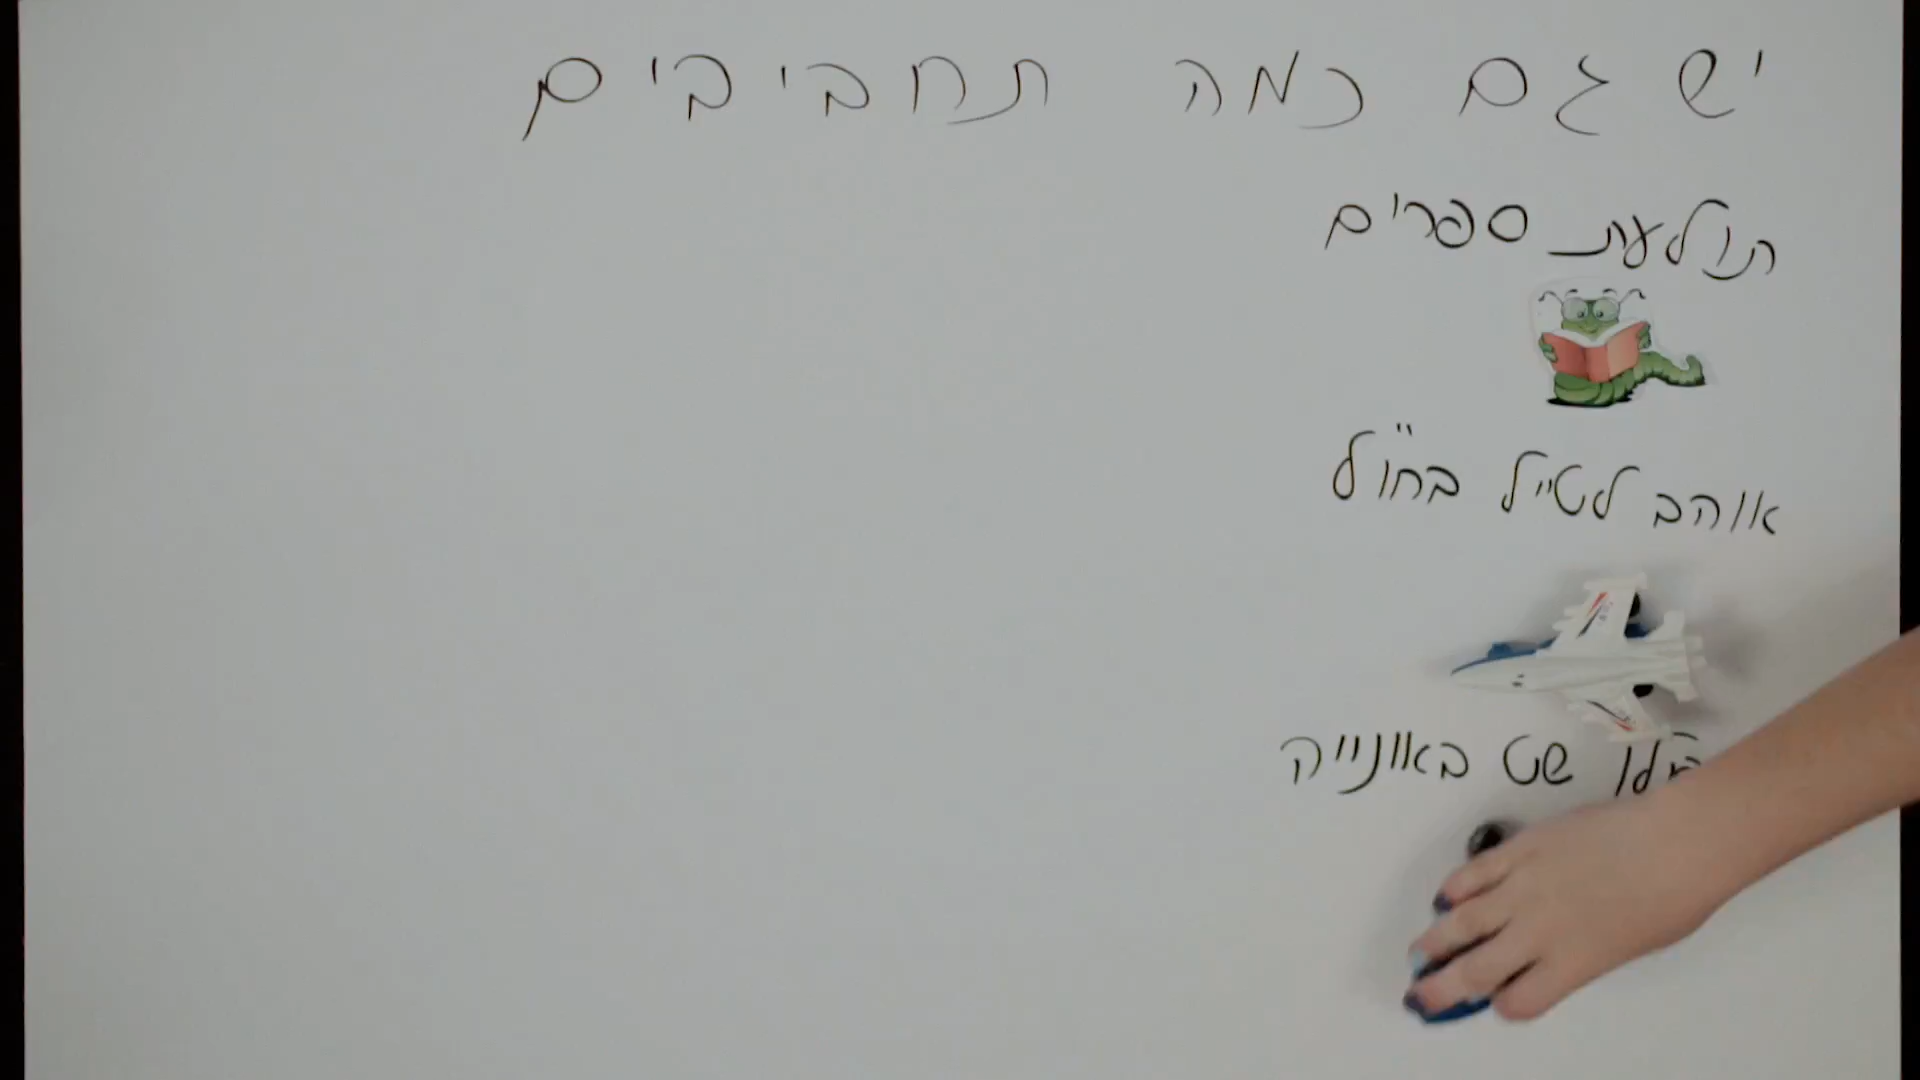 יש גם כמה תחביבים
תולעת ספרים
אוהב לטייל בחו"ל
שט באונייה